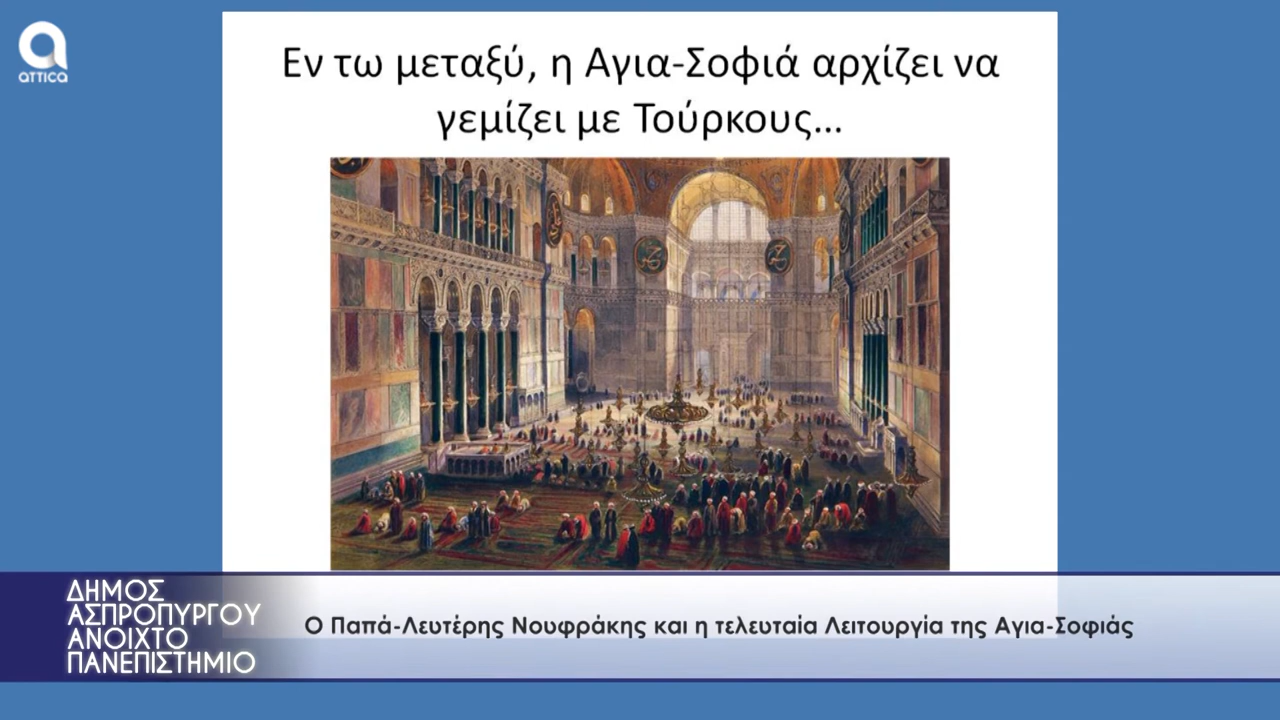 attica
Εν τω μεταξύ, η Αγια-Σοφιά αρχίζει να
γεμίζει με Τούρκους...
ΔΗΜΟΣ
ΑΣΠΡΟΠΥΡΓΟΥ
ΑΝΟΙΧΤΟ
ΠΑΝΕΠΙΣΤΗΜΙΟ
Ο Παπά-Λευτέρης Νουφράκης και η τελευταία Λειτουργία της Αγια-Σοφιάς